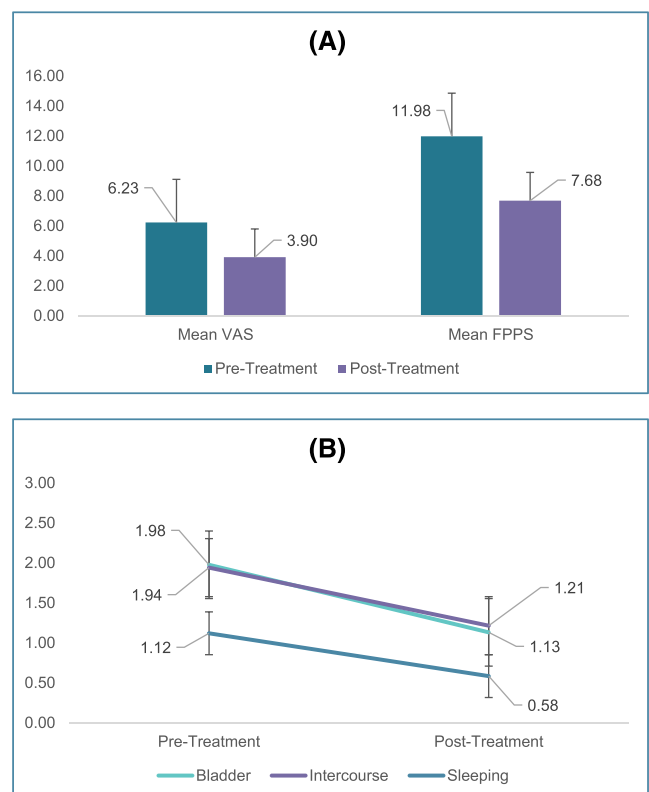 (A)
16.00
14.00
12.00
10.00
8.00
6.00
4.00
2.00
0.00
6.23
3.90
11.98
7.68
Mean VAS
Mean FPPS
Pre-Treatment
Post-Treatment
(B)
3.00
2.50
2.00
1.50
1.00
0.50
0.00
1.98
1.94
1.12
1.21
1.13
0.58
Pre-Treatment
Post-Treatment
Bladder
Intercourse
Sleeping